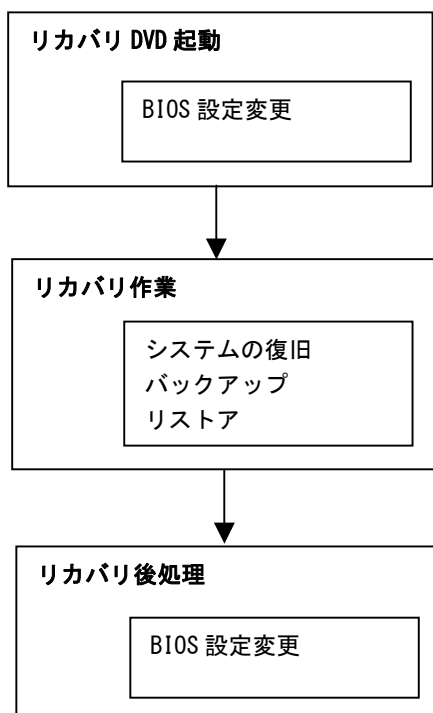 リカバリ DVD 起動
BIOS 設定変更
リカバリ作業
システムの復旧
バックアップ
リストア
リカバリ後処理
BIOS 設定変更